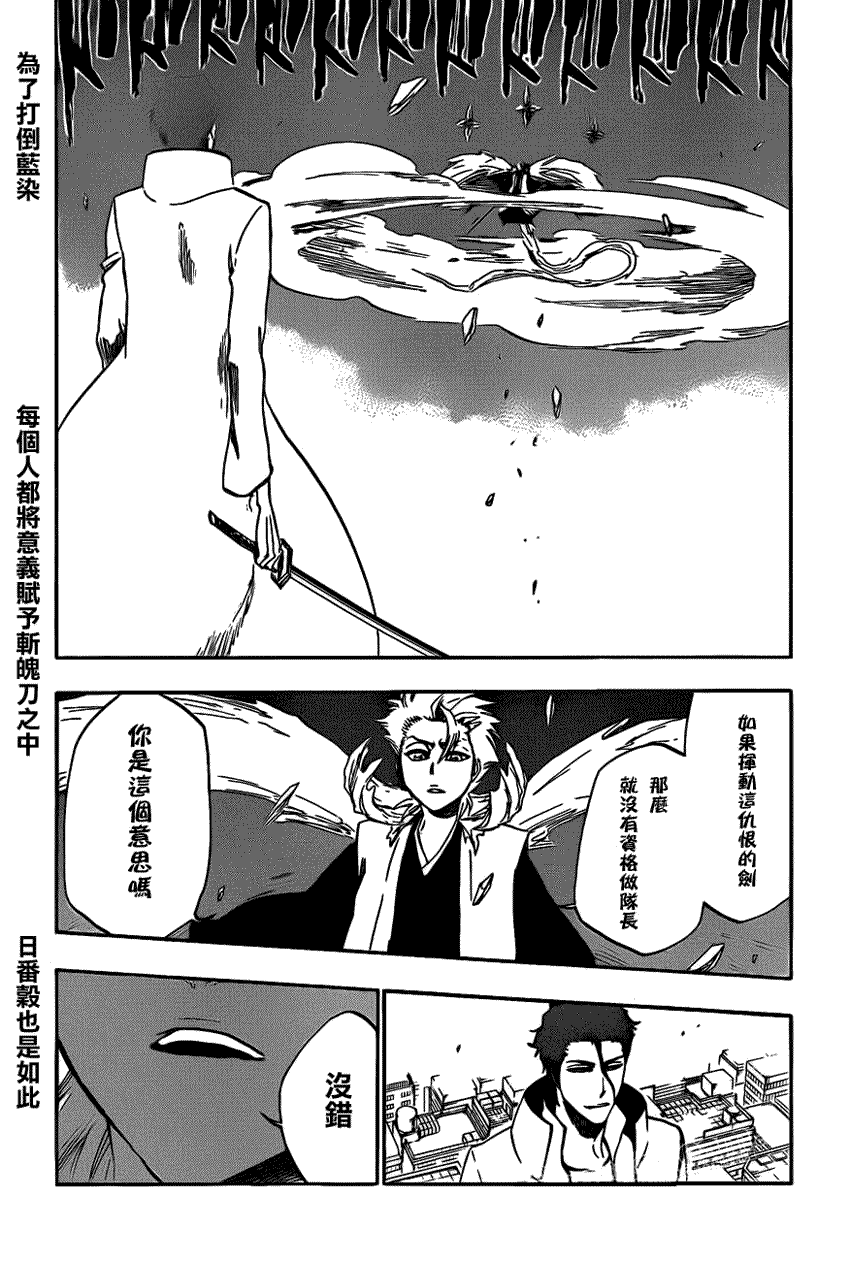 為了打倒藍染
每個人都將意義賦予斬魄刀之中
日番穀也是如此
如果揮動這仇恨的劍
那麼
就沒有資格做隊長
你是這個意思嗎
沒錯